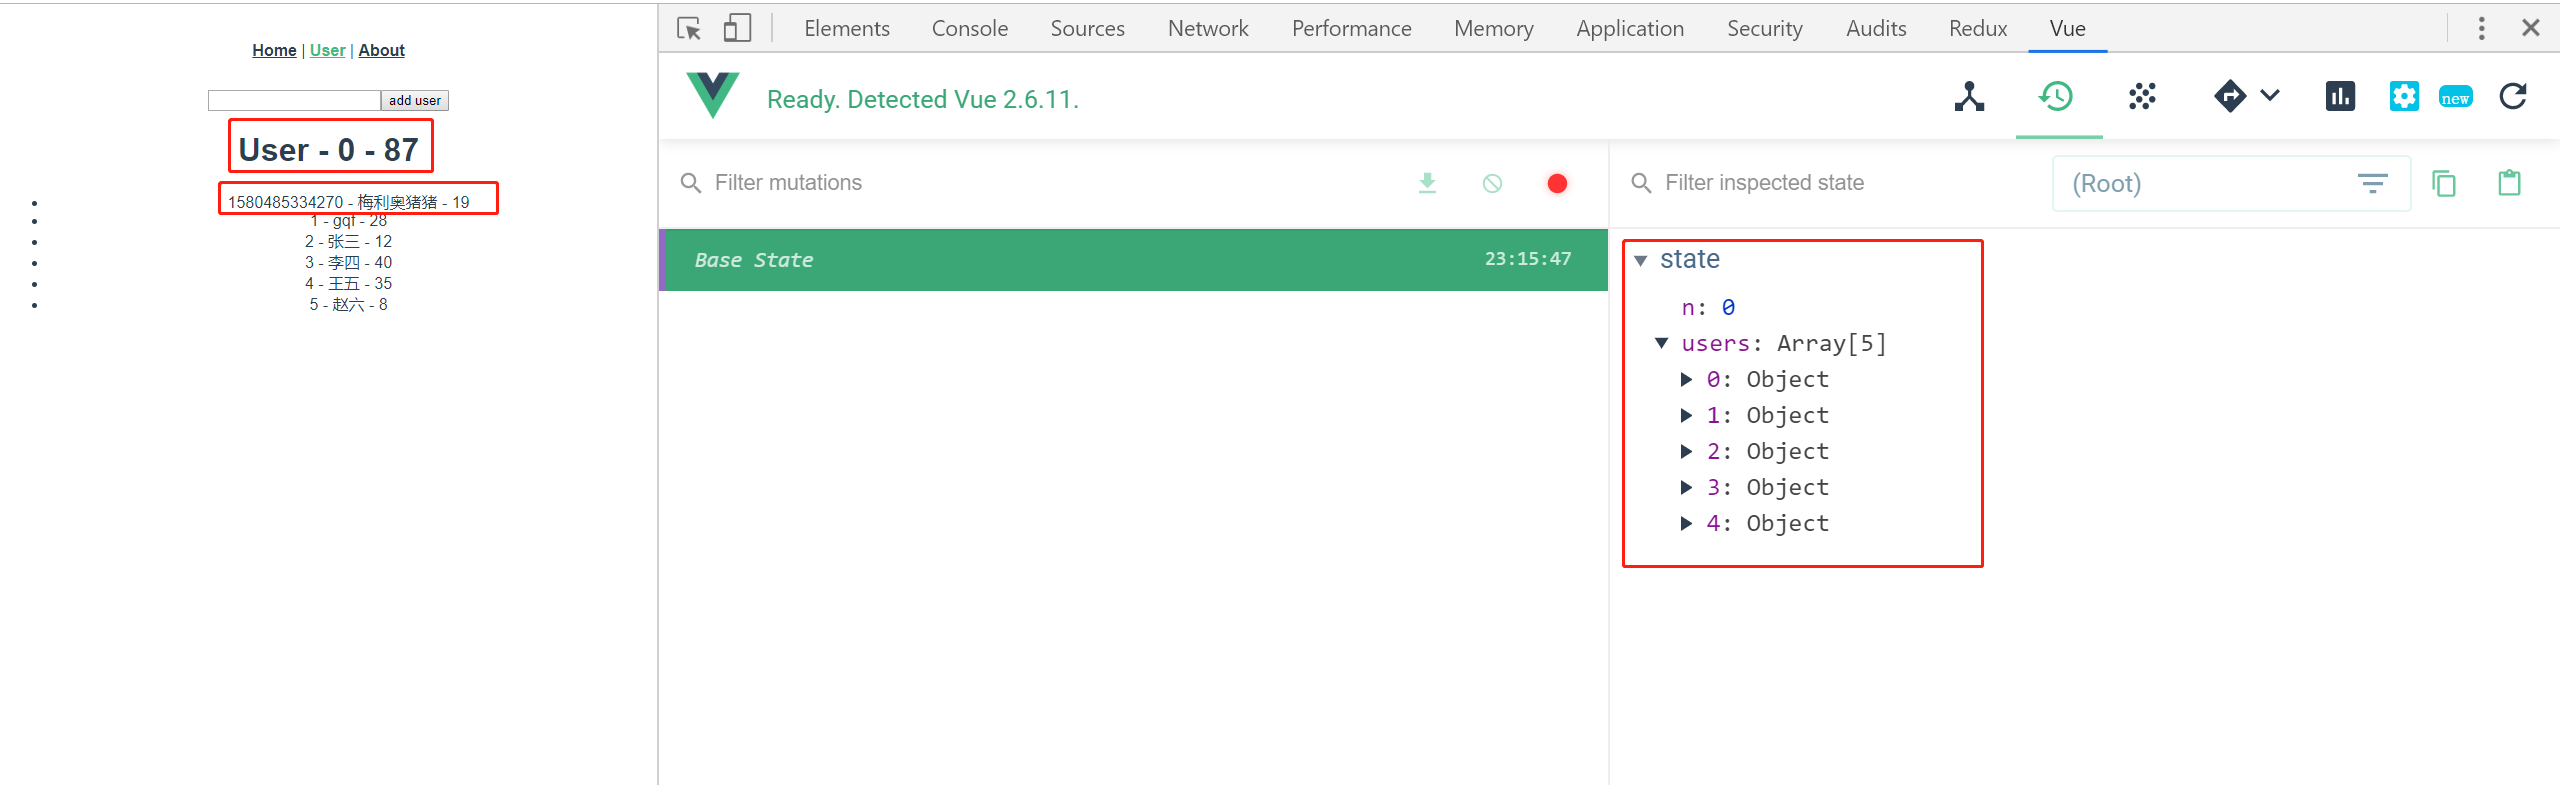 Home | User | About
add user
User - 0 - 87
1580485334270 - 梅利奥猪猪 - 19
1 - gqf - 28
2 - 张三 - 12
3 - 李四 - 40
4 - 王五 - 35
5 - 赵六 - 8
Elements Console Sources Network Performance Memory Application Security Audits Redux Vue
Ready. Detected Vue 2.6.11.
new
Filter mutations
Base State 23:15:47
Filter inspected state
(Root)
state
n: 0
users: Array[5]
0: Object
1: Object
2: Object
3: Object
4: Object